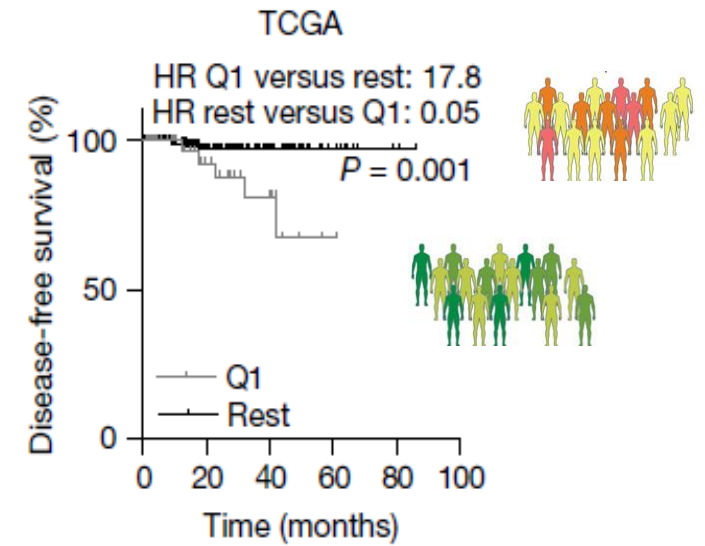 TCGA
HR Q1 versus rest: 17.8
HR rest versus Q1: 0.05
P = 0.001
Disease-free survival (%)
100
50
0
Q1
Rest
0 20 40 60 80 100
Time (months)